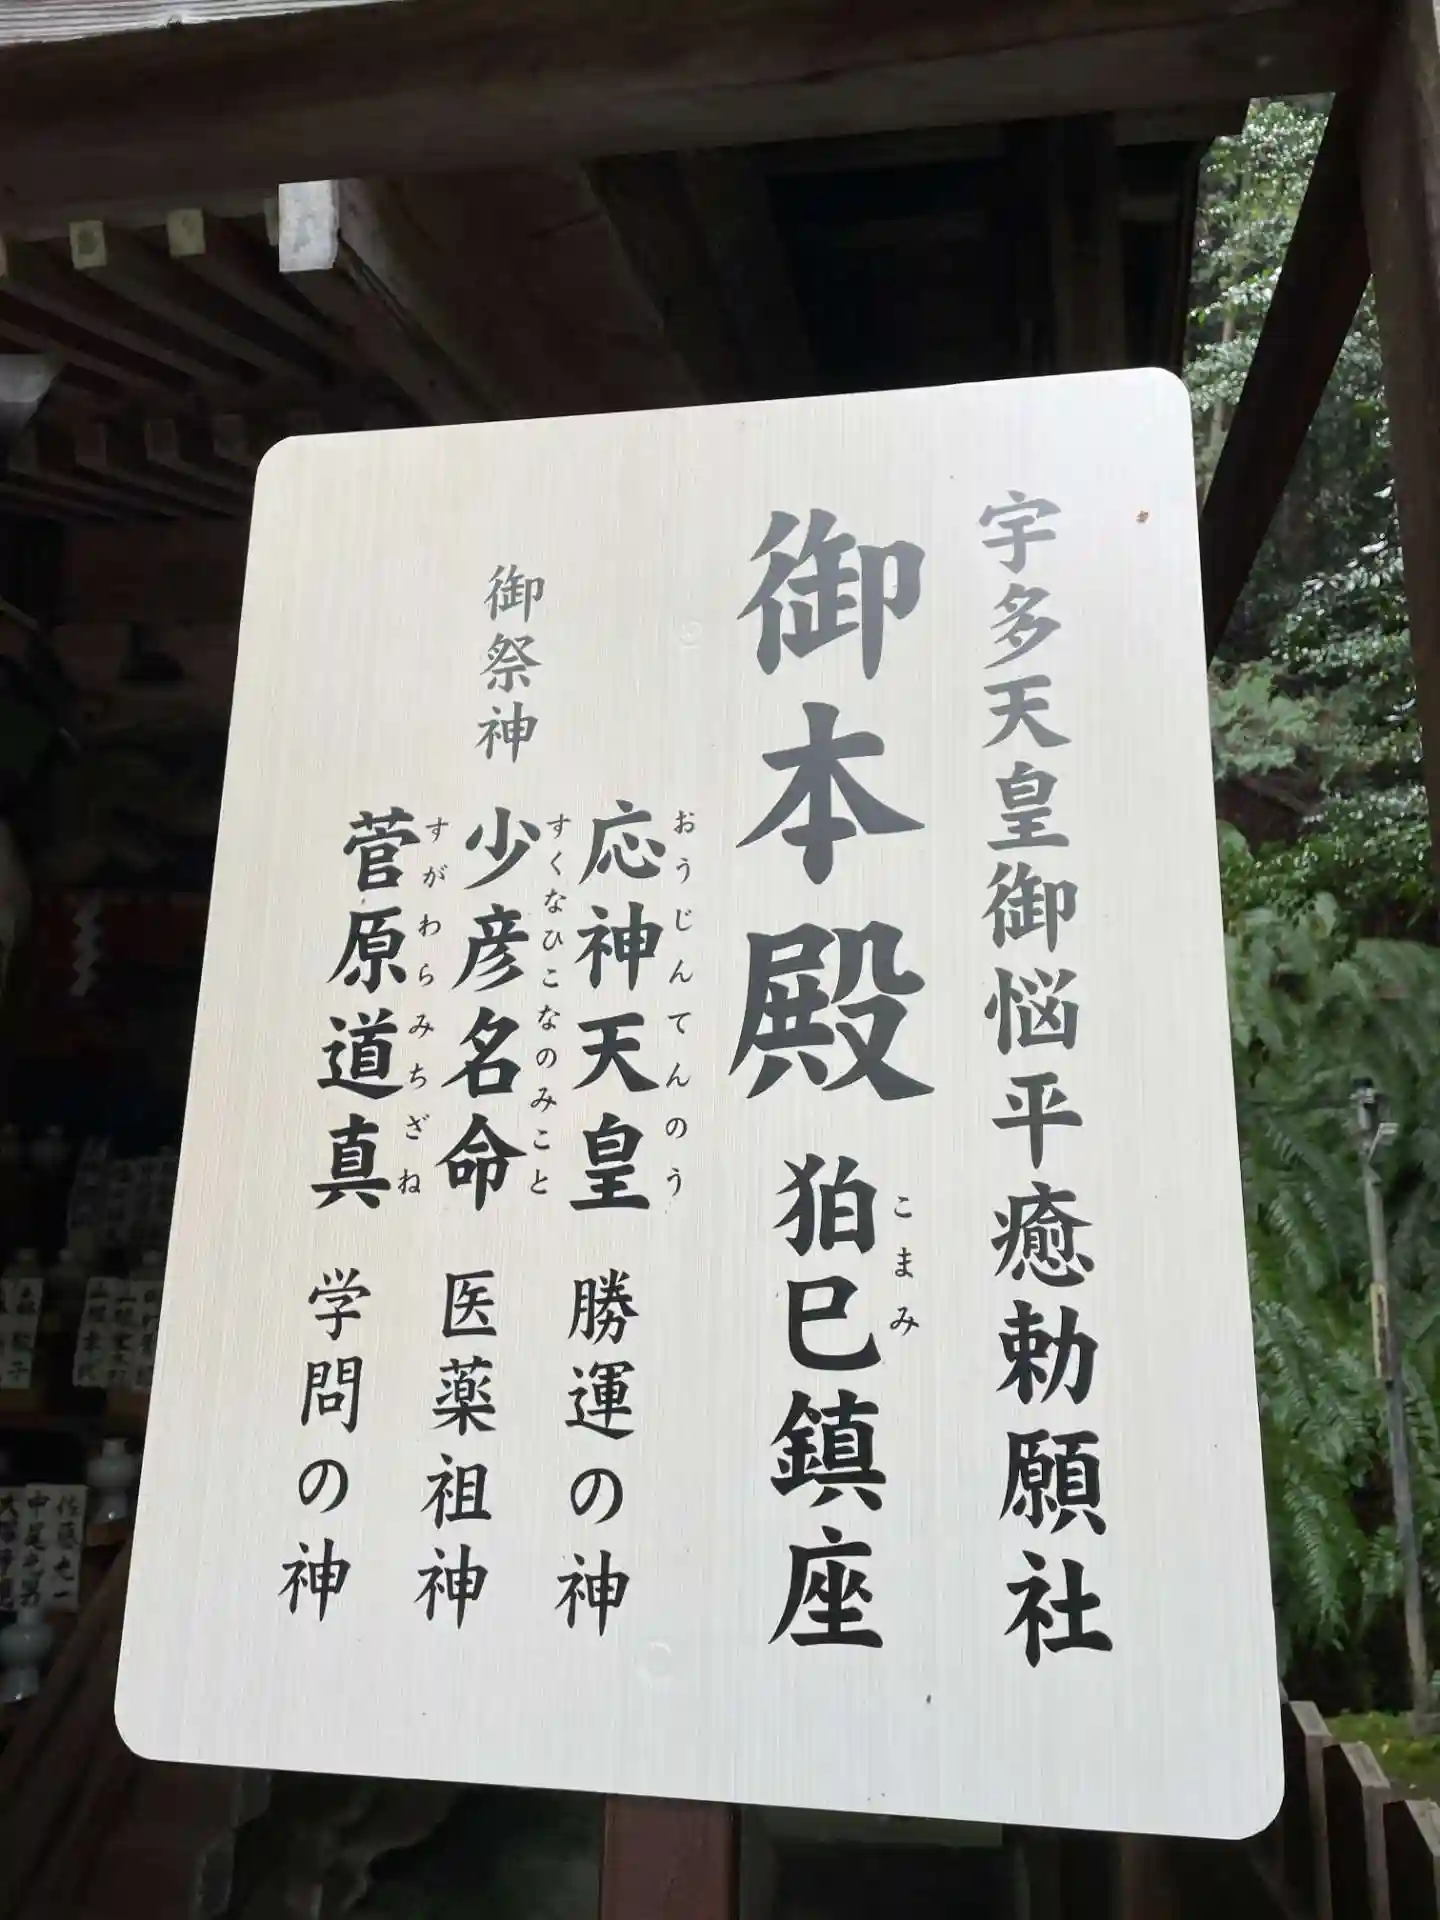 宇多天皇御悩平癒勅願社
御本殿 狛巳鎮座
こまみ
御祭神
応神天皇 勝運の神
おうじんてんのう
少彦名命 医薬祖神
すくなひこなのみこと
菅原道真 学問の神
すがわらみちざね